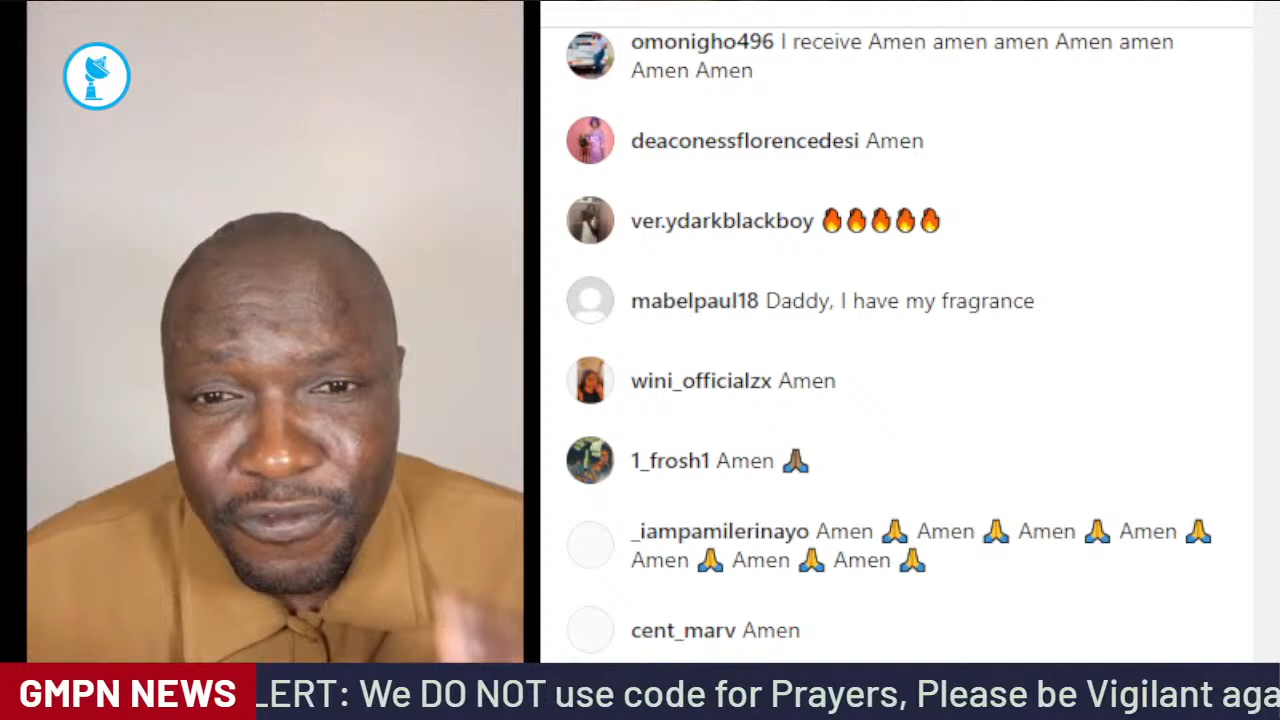 omonigho496 I receive Amen amen amen Amen amen
Amen Amen
deaconessflorencedesi Amen
ver.ydarkblackboy 🔥🔥🔥🔥🔥
mabelpaul18 Daddy, I have my fragrance
wini_officialzx Amen
1_frosh1 Amen 🙏🏾
_iampamilerinayo Amen 🙏 Amen 🙏 Amen 🙏 Amen 🙏
Amen 🙏 Amen 🙏 Amen 🙏
cent_marv Amen
GMPN NEWS LERT: We DO NOT use code for Prayers, Please be Vigilant aga